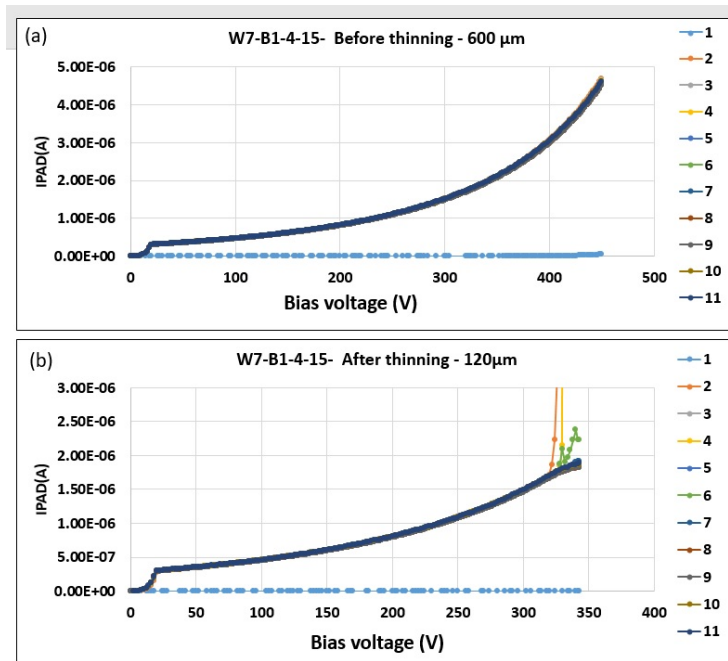 (a)
W7-B1-4-15- Before thinning - 600 µm
IPAD(A)
5.00E-06
4.00E-06
3.00E-06
2.00E-06
1.00E-06
0.00E+00
0 100 200 300 400 500
Bias voltage (V)
1
2
3
4
5
6
7
8
9
10
11
(b)
W7-B1-4-15- After thinning - 120µm
IPAD(A)
3.00E-06
2.50E-06
2.00E-06
1.50E-06
1.00E-06
5.00E-07
0.00E+00
0 50 100 150 200 250 300 350 400
Bias voltage (V)
1
2
3
4
5
6
7
8
9
10
11